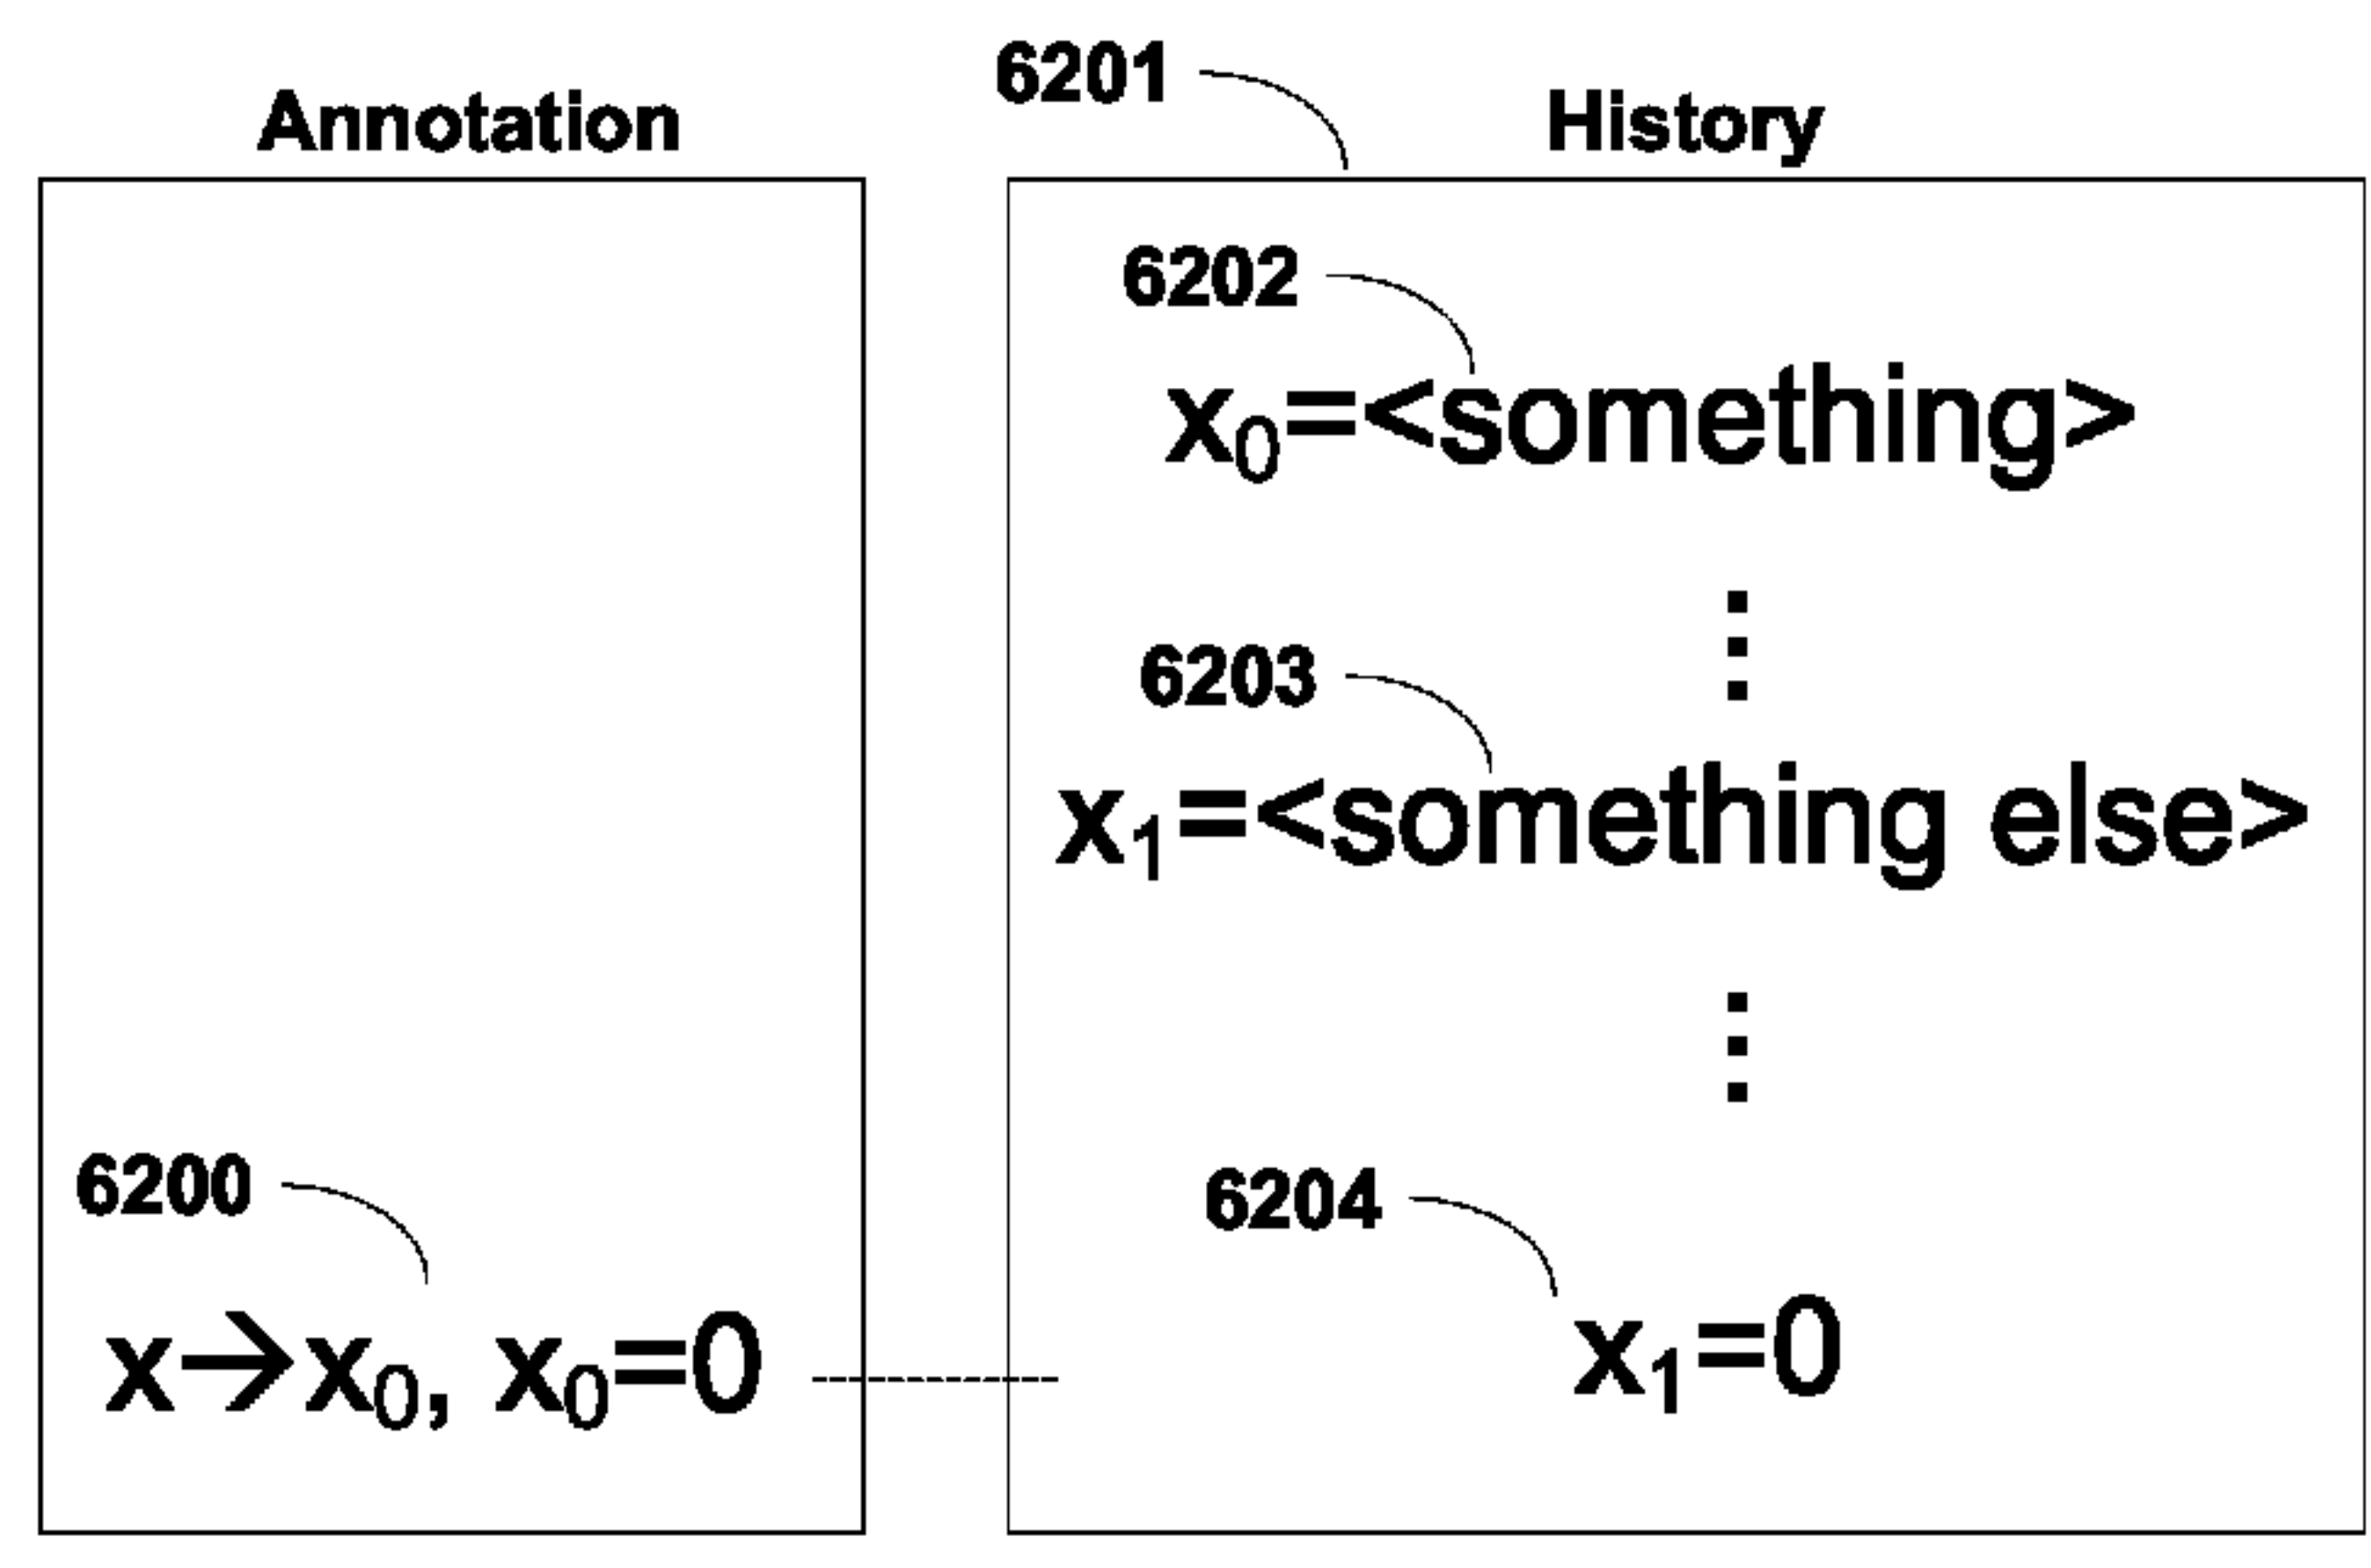 Annotation
6200
x→x₀, x₀=0
6201
History
6202
x₀=<something>
⋮
6203
x₁=<something else>
⋮
6204
x₁=0